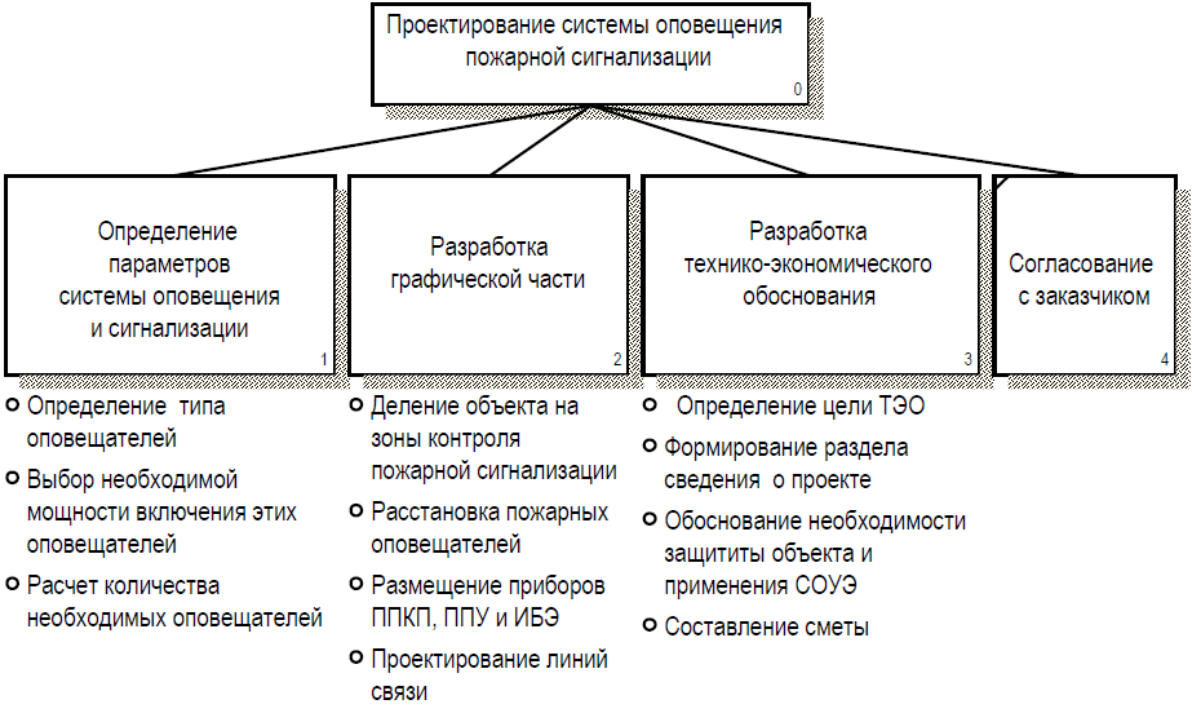 Проектирование системы оповещения
пожарной сигнализации
0
Определение
параметров
системы оповещения
и сигнализации
1
Разработка
графической части
2
Разработка
технико-экономического
обоснования
3
Согласование
с заказчиком
4
Определение типа
оповещателей
Выбор необходимой
мощности включения этих
оповещателей
Расчет количества
необходимых оповещателей
Деление объекта на
зоны контроля
пожарной сигнализации
Расстановка пожарных
оповещателей
Размещение приборов
ППКП, ППУ и ИБЭ
Проектирование линий
связи
Определение цели ТЭО
Формирование раздела
сведения о проекте
Обоснование необходимости
защититы объекта и
применения СОУЭ
Составление сметы